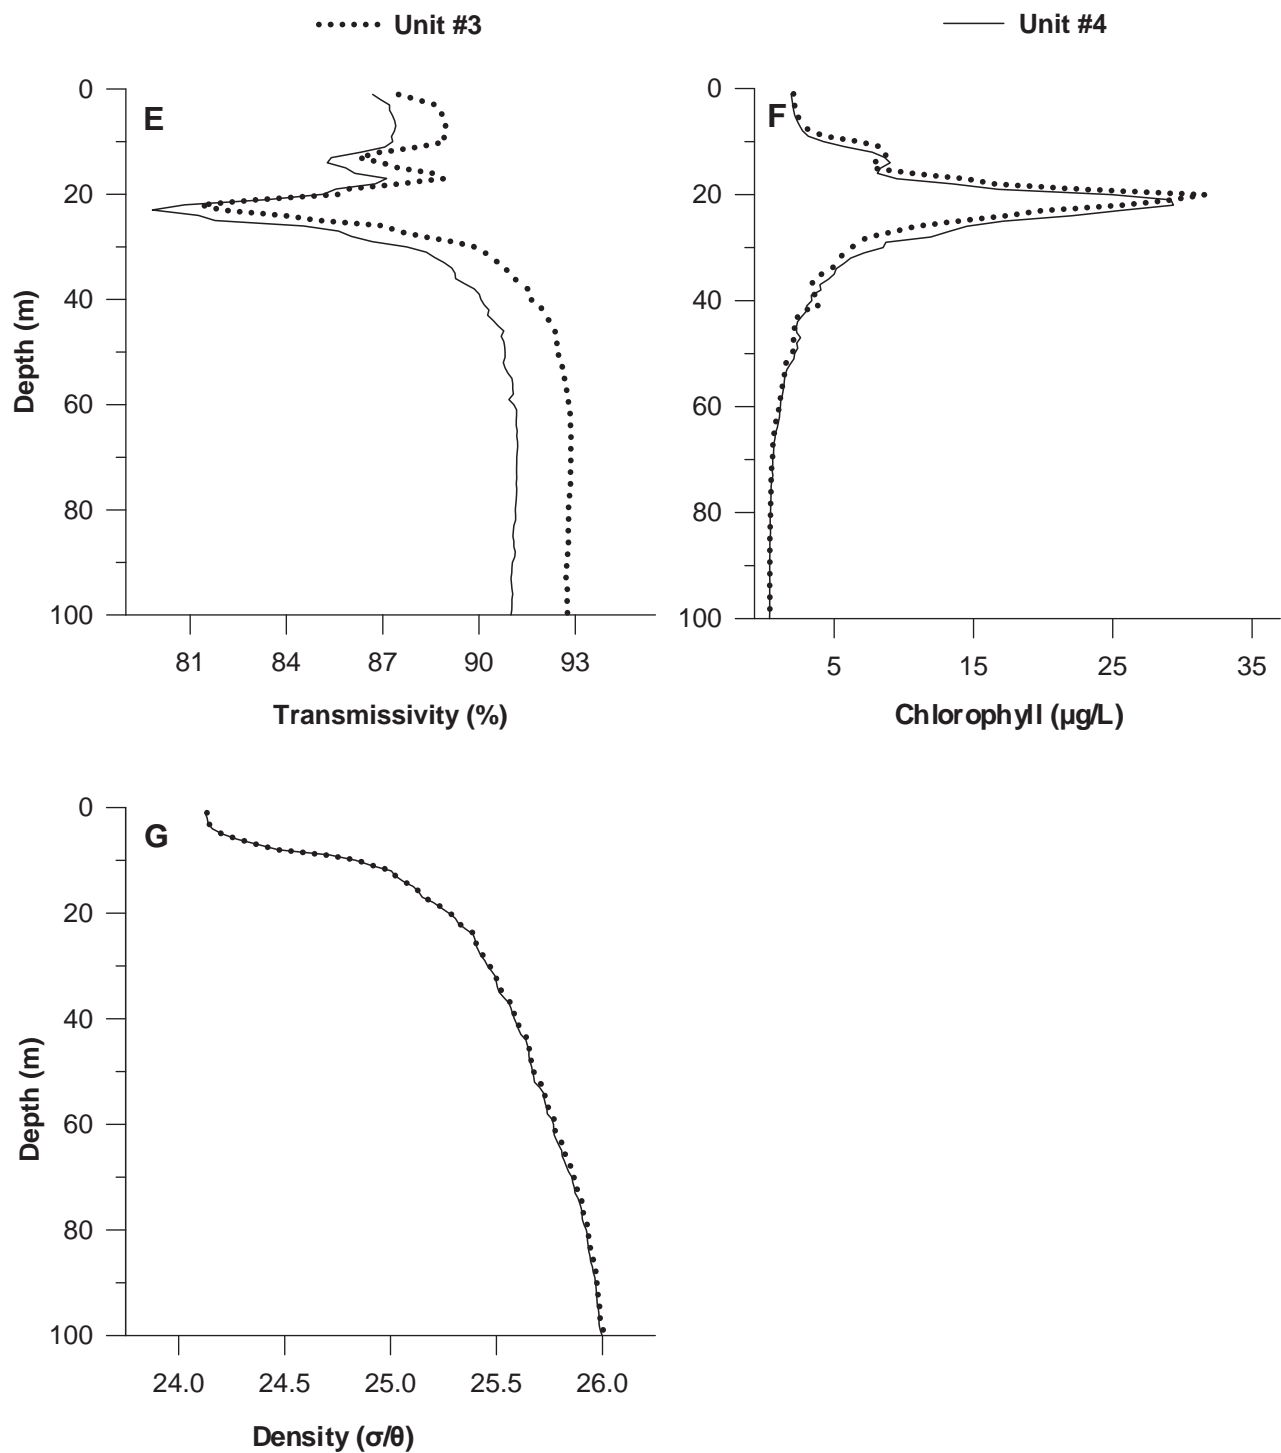 Unit #3 Unit #4
E
0
20
40
60
80
100
Depth (m)
81 84 87 90 93
Transmissivity (%)
F
0
20
40
60
80
100
5 15 25 35
Chlorophyll (µg/L)
G
0
20
40
60
80
100
Depth (m)
24.0 24.5 25.0 25.5 26.0
Density (σ/θ)